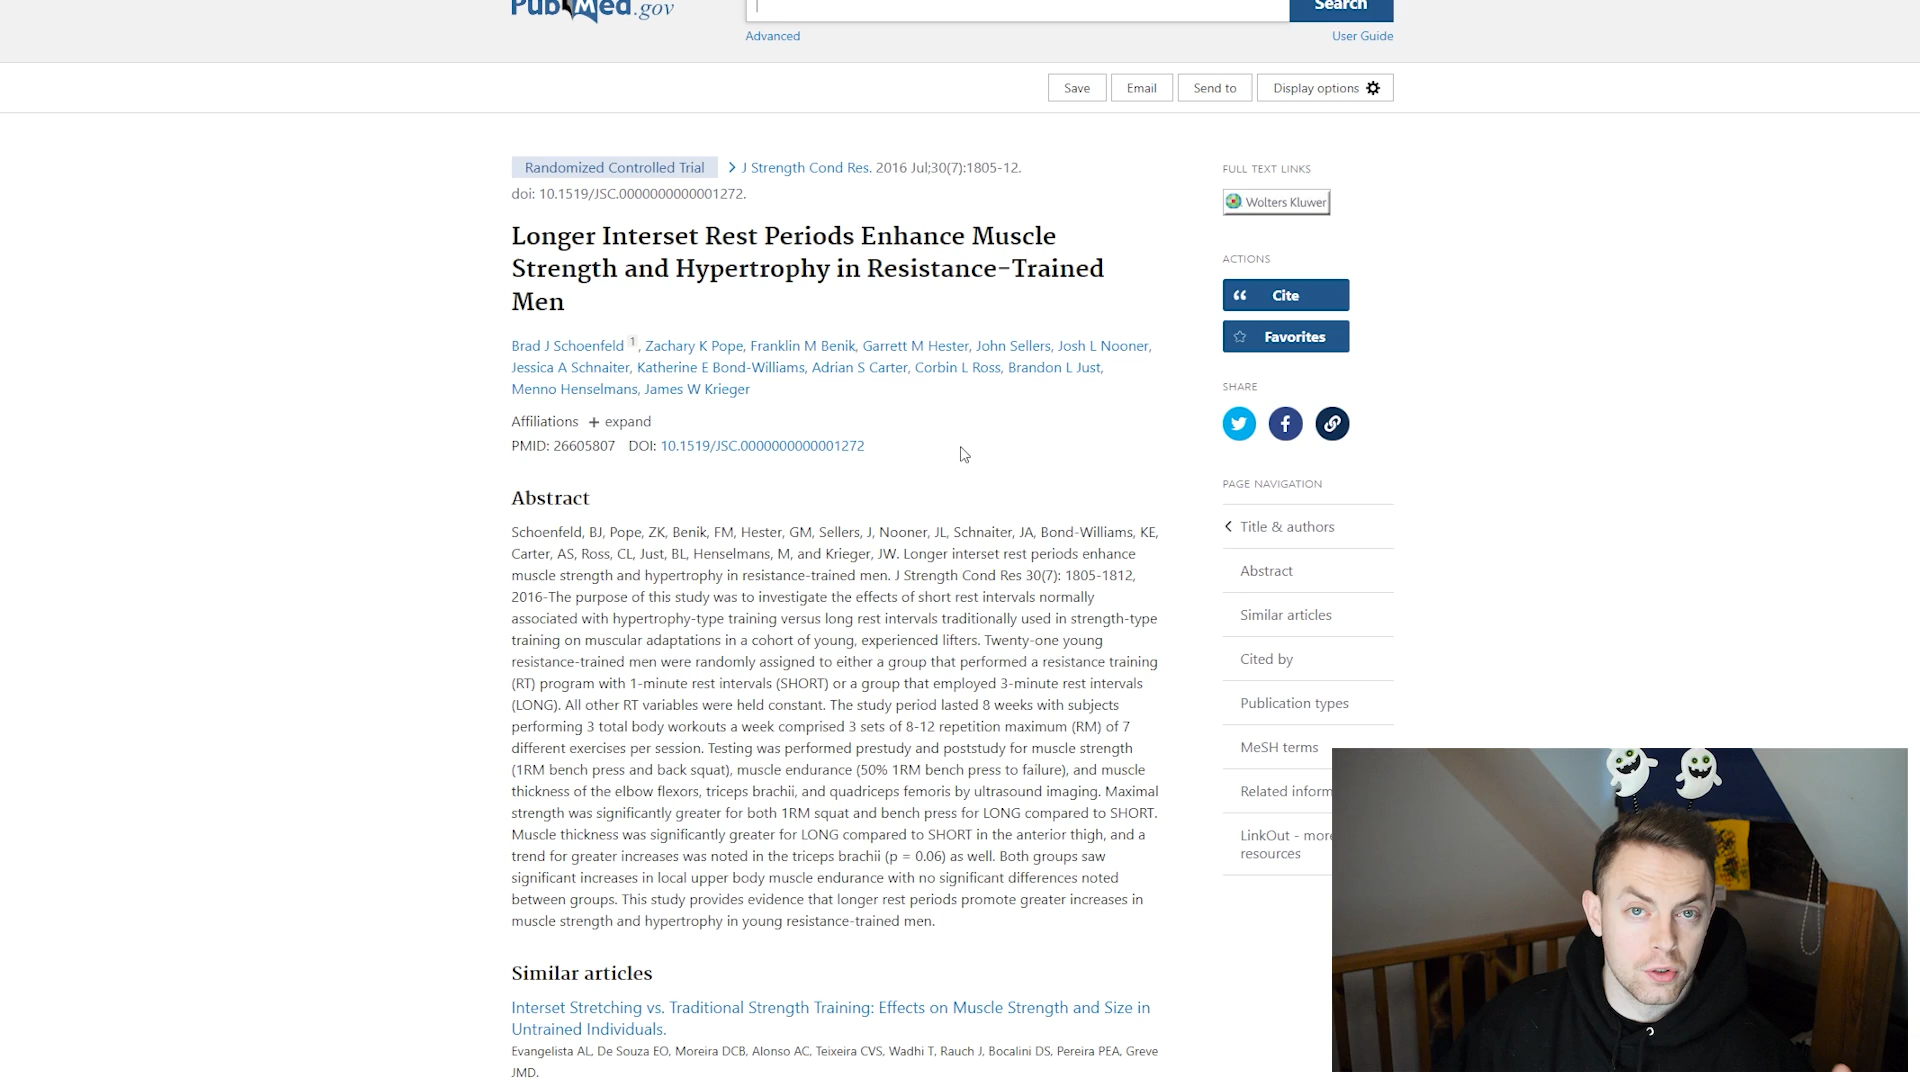 PubMed.gov
Search
Advanced
User Guide
Save
Email
Send to
Display options
Randomized Controlled Trial
J Strength Cond Res. 2016 Jul;30(7):1805-12.
doi: 10.1519/JSC.0000000000001272.
Longer Interset Rest Periods Enhance Muscle
Strength and Hypertrophy in Resistance-Trained
Men
Brad J Schoenfeld 1, Zachary K Pope, Franklin M Benik, Garrett M Hester, John Sellers, Josh L Nooner,
Jessica A Schnaiter, Katherine E Bond-Williams, Adrian S Carter, Corbin L Ross, Brandon L Just,
Menno Henselmans, James W Krieger
Affiliations + expand
PMID: 26605807 DOI: 10.1519/JSC.0000000000001272
Abstract
Schoenfeld, BJ, Pope, ZK, Benik, FM, Hester, GM, Sellers, J, Nooner, JL, Schnaiter, JA, Bond-Williams, KE,
Carter, AS, Ross, CL, Just, BL, Henselmans, M, and Krieger, JW. Longer interset rest periods enhance
muscle strength and hypertrophy in resistance-trained men. J Strength Cond Res 30(7): 1805-1812,
2016-The purpose of this study was to investigate the effects of short rest intervals normally
associated with hypertrophy-type training versus long rest intervals traditionally used in strength-type
training on muscular adaptations in a cohort of young, experienced lifters. Twenty-one young
resistance-trained men were randomly assigned to either a group that performed a resistance training
(RT) program with 1-minute rest intervals (SHORT) or a group that employed 3-minute rest intervals
(LONG). All other RT variables were held constant. The study period lasted 8 weeks with subjects
performing 3 total body workouts a week comprised 3 sets of 8-12 repetition maximum (RM) of 7
different exercises per session. Testing was performed prestudy and poststudy for muscle strength
(1RM bench press and back squat), muscle endurance (50% 1RM bench press to failure), and muscle
thickness of the elbow flexors, triceps brachii, and quadriceps femoris by ultrasound imaging. Maximal
strength was significantly greater for both 1RM squat and bench press for LONG compared to SHORT.
Muscle thickness was significantly greater for LONG compared to SHORT in the anterior thigh, and a
trend for greater increases was noted in the triceps brachii (p = 0.06) as well. Both groups saw
significant increases in local upper body muscle endurance with no significant differences noted
between groups. This study provides evidence that longer rest periods promote greater increases in
muscle strength and hypertrophy in young resistance-trained men.
Similar articles
Interset Stretching vs. Traditional Strength Training: Effects on Muscle Strength and Size in
Untrained Individuals.
Evangelista AL, De Souza EO, Moreira DCB, Alonso AC, Teixeira CVS, Wadhi T, Rauch J, Bocalini DS, Pereira PEA, Greve
JMD.
FULL TEXT LINKS
Wolters Kluwer
ACTIONS
Cite
Favorites
SHARE
PAGE NAVIGATION
Title & authors
Abstract
Similar articles
Cited by
Publication types
MeSH terms
Related inform
LinkOut - more
resources